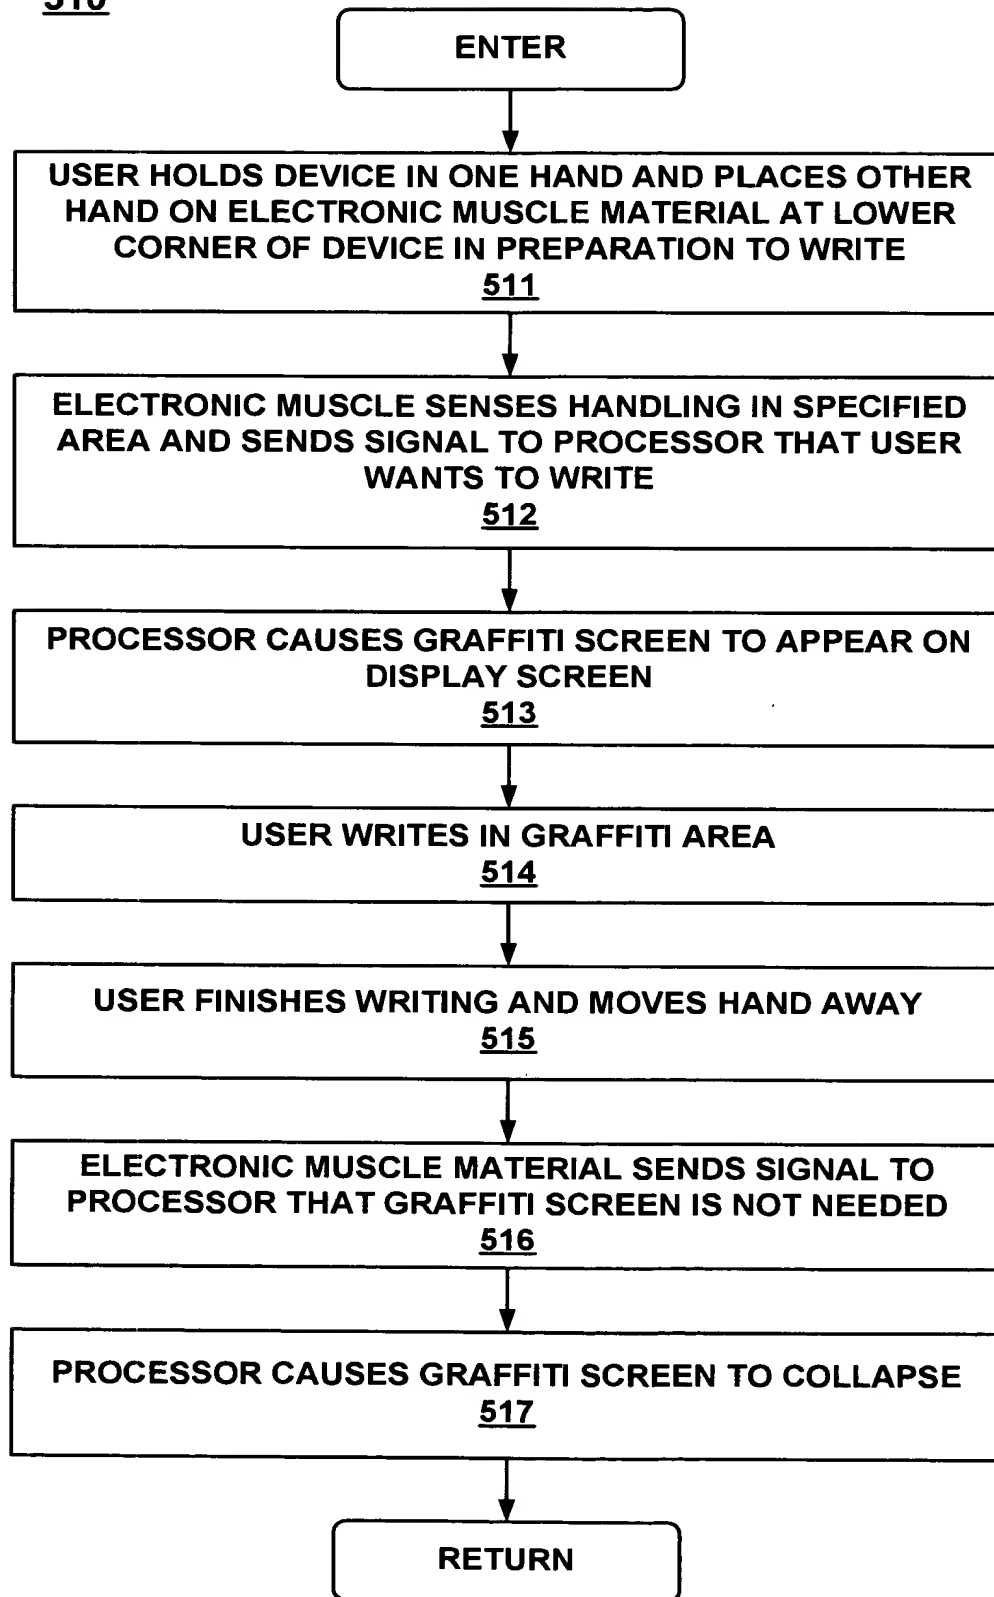 510
ENTER
USER HOLDS DEVICE IN ONE HAND AND PLACES OTHER
HAND ON ELECTRONIC MUSCLE MATERIAL AT LOWER
CORNER OF DEVICE IN PREPARATION TO WRITE
511
ELECTRONIC MUSCLE SENSES HANDLING IN SPECIFIED
AREA AND SENDS SIGNAL TO PROCESSOR THAT USER
WANTS TO WRITE
512
PROCESSOR CAUSES GRAFFITI SCREEN TO APPEAR ON
DISPLAY SCREEN
513
USER WRITES IN GRAFFITI AREA
514
USER FINISHES WRITING AND MOVES HAND AWAY
515
ELECTRONIC MUSCLE MATERIAL SENDS SIGNAL TO
PROCESSOR THAT GRAFFITI SCREEN IS NOT NEEDED
516
PROCESSOR CAUSES GRAFFITI SCREEN TO COLLAPSE
517
RETURN